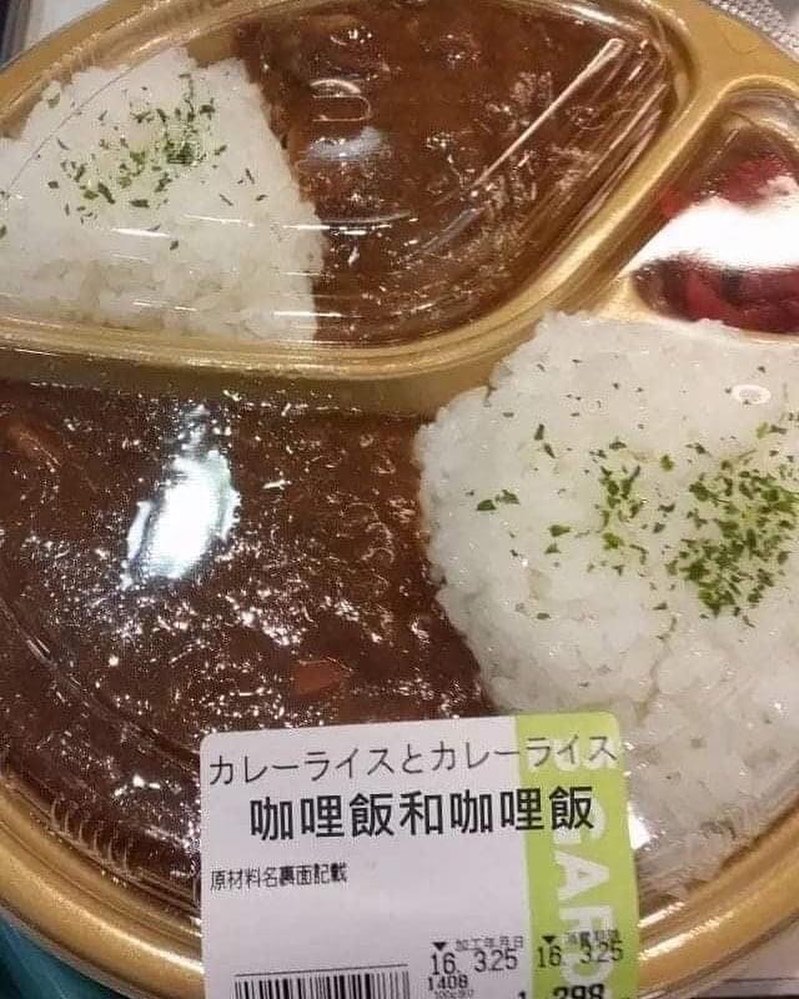 カレーライスとカレーライス
咖哩飯和咖哩飯
原材料名裏面記載
▼加工年月日 ▼消費期限
16. 3.25 16. 3.25
1408